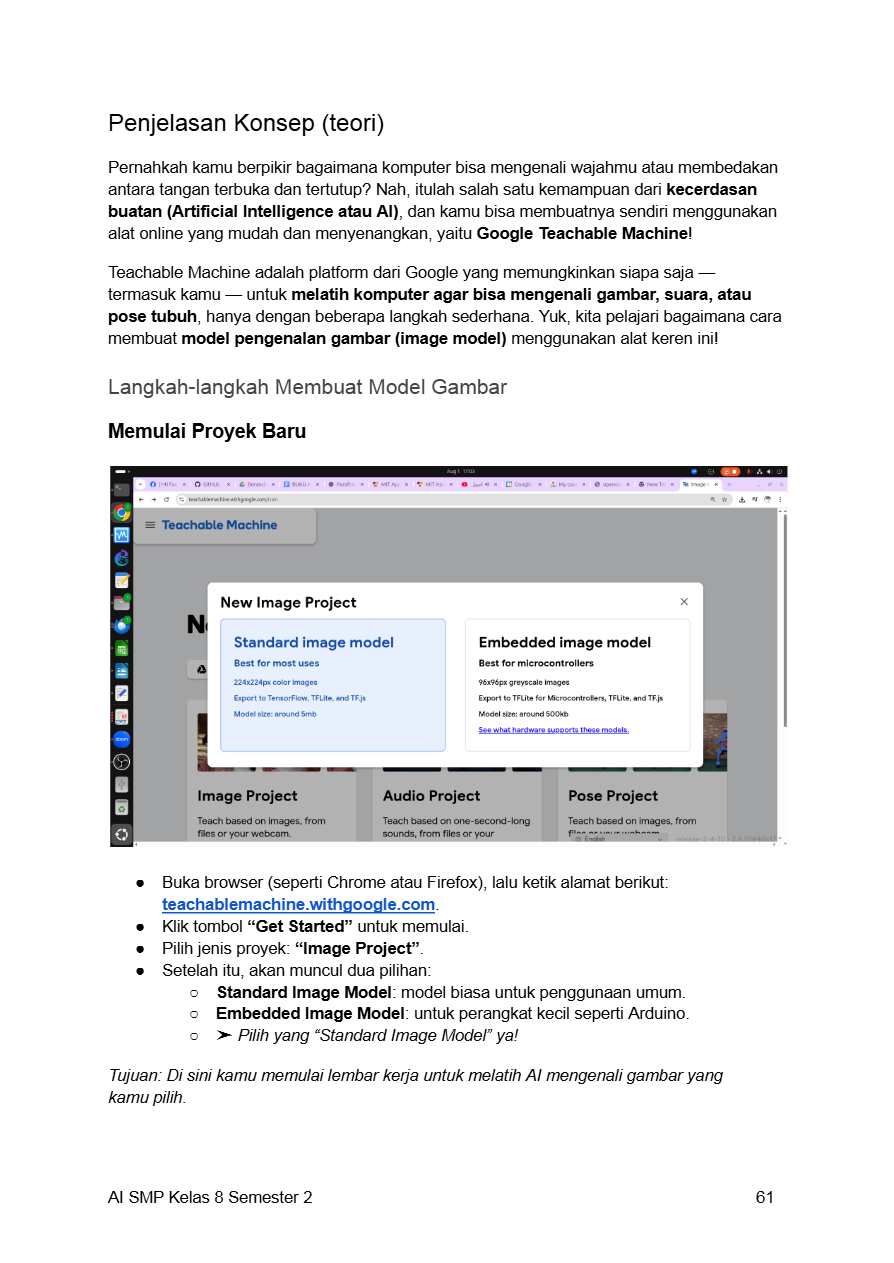 Penjelasan Konsep (teori)
Pernahkah kamu berpikir bagaimana komputer bisa mengenali wajahmu atau membedakan
antara tangan terbuka dan tertutup? Nah, itulah salah satu kemampuan dari kecerdasan
buatan (Artificial Intelligence atau AI), dan kamu bisa membuatnya sendiri menggunakan
alat online yang mudah dan menyenangkan, yaitu Google Teachable Machine!
Teachable Machine adalah platform dari Google yang memungkinkan siapa saja —
termasuk kamu — untuk melatih komputer agar bisa mengenali gambar, suara, atau
pose tubuh, hanya dengan beberapa langkah sederhana. Yuk, kita pelajari bagaimana cara
membuat model pengenalan gambar (image model) menggunakan alat keren ini!
Langkah-langkah Membuat Model Gambar
Memulai Proyek Baru
Aug 1 17:03
teachablemachine.withgoogle.com/train
Teachable Machine
New Image Project
Standard image model
Best for most uses
224x224px color images
Export to TensorFlow, TFLite, and TF.js
Model size: around 5mb
Embedded image model
Best for microcontrollers
96x96px greyscale images
Export to TFLite for Microcontrollers, TFLite, and TF.js
Model size: around 500kb
See what hardware supports these models.
Image Project
Teach based on images, from
files or your webcam.
Audio Project
Teach based on one-second-long
sounds, from files or your
Pose Project
Teach based on images, from
files or your webcam.
English
● Buka browser (seperti Chrome atau Firefox), lalu ketik alamat berikut:
teachablemachine.withgoogle.com.
● Klik tombol “Get Started” untuk memulai.
● Pilih jenis proyek: “Image Project”.
● Setelah itu, akan muncul dua pilihan:
○ Standard Image Model: model biasa untuk penggunaan umum.
○ Embedded Image Model: untuk perangkat kecil seperti Arduino.
○ ➤ Pilih yang “Standard Image Model” ya!
Tujuan: Di sini kamu memulai lembar kerja untuk melatih AI mengenali gambar yang
kamu pilih.
AI SMP Kelas 8 Semester 2 61